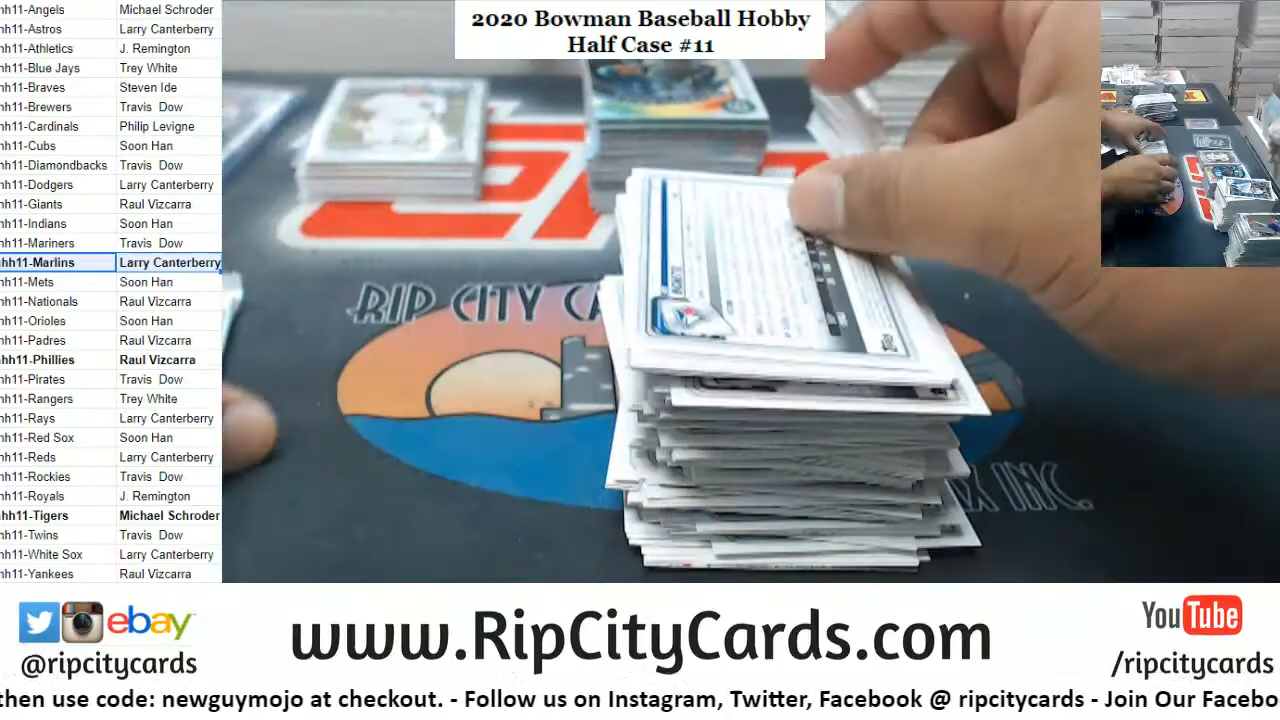 hh11-Angels Michael Schroder
hh11-Astros Larry Canterberry
hh11-Athletics J. Remington
hh11-Blue Jays Trey White
hh11-Braves Steven Ide
hh11-Brewers Travis Dow
hh11-Cardinals Philip Levigne
hh11-Cubs Soon Han
hh11-Diamondbacks Travis Dow
hh11-Dodgers Larry Canterberry
hh11-Giants Raul Vizcarra
hh11-Indians Soon Han
hh11-Mariners Travis Dow
hh11-Marlins Larry Canterberry
hh11-Mets Soon Han
hh11-Nationals Raul Vizcarra
hh11-Orioles Soon Han
hh11-Padres Raul Vizcarra
hh11-Phillies Raul Vizcarra
hh11-Pirates Travis Dow
hh11-Rangers Trey White
hh11-Rays Larry Canterberry
hh11-Red Sox Soon Han
hh11-Reds Larry Canterberry
hh11-Rockies Travis Dow
hh11-Royals J. Remington
hh11-Tigers Michael Schroder
hh11-Twins Travis Dow
hh11-White Sox Larry Canterberry
hh11-Yankees Raul Vizcarra
2020 Bowman Baseball Hobby
Half Case #11
RIP CITY CA
INC.
ebay
@ripcitycards
www.RipCityCards.com
YouTube
/ripcitycards
then use code: newguymojo at checkout. - Follow us on Instagram, Twitter, Facebook @ ripcitycards - Join Our Facebo